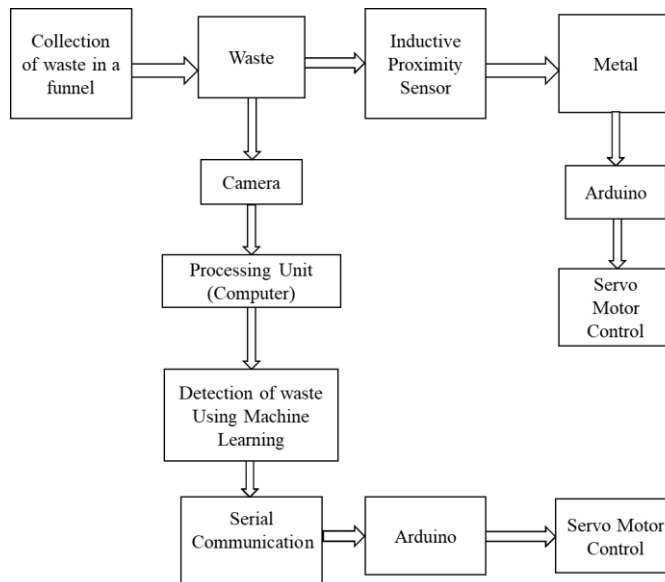 Collection
of waste in a
funnel
Waste
Inductive
Proximity
Sensor
Metal
Camera
Arduino
Processing Unit
(Computer)
Servo
Motor
Control
Detection of waste
Using Machine
Learning
Serial
Communication
Arduino
Servo Motor
Control